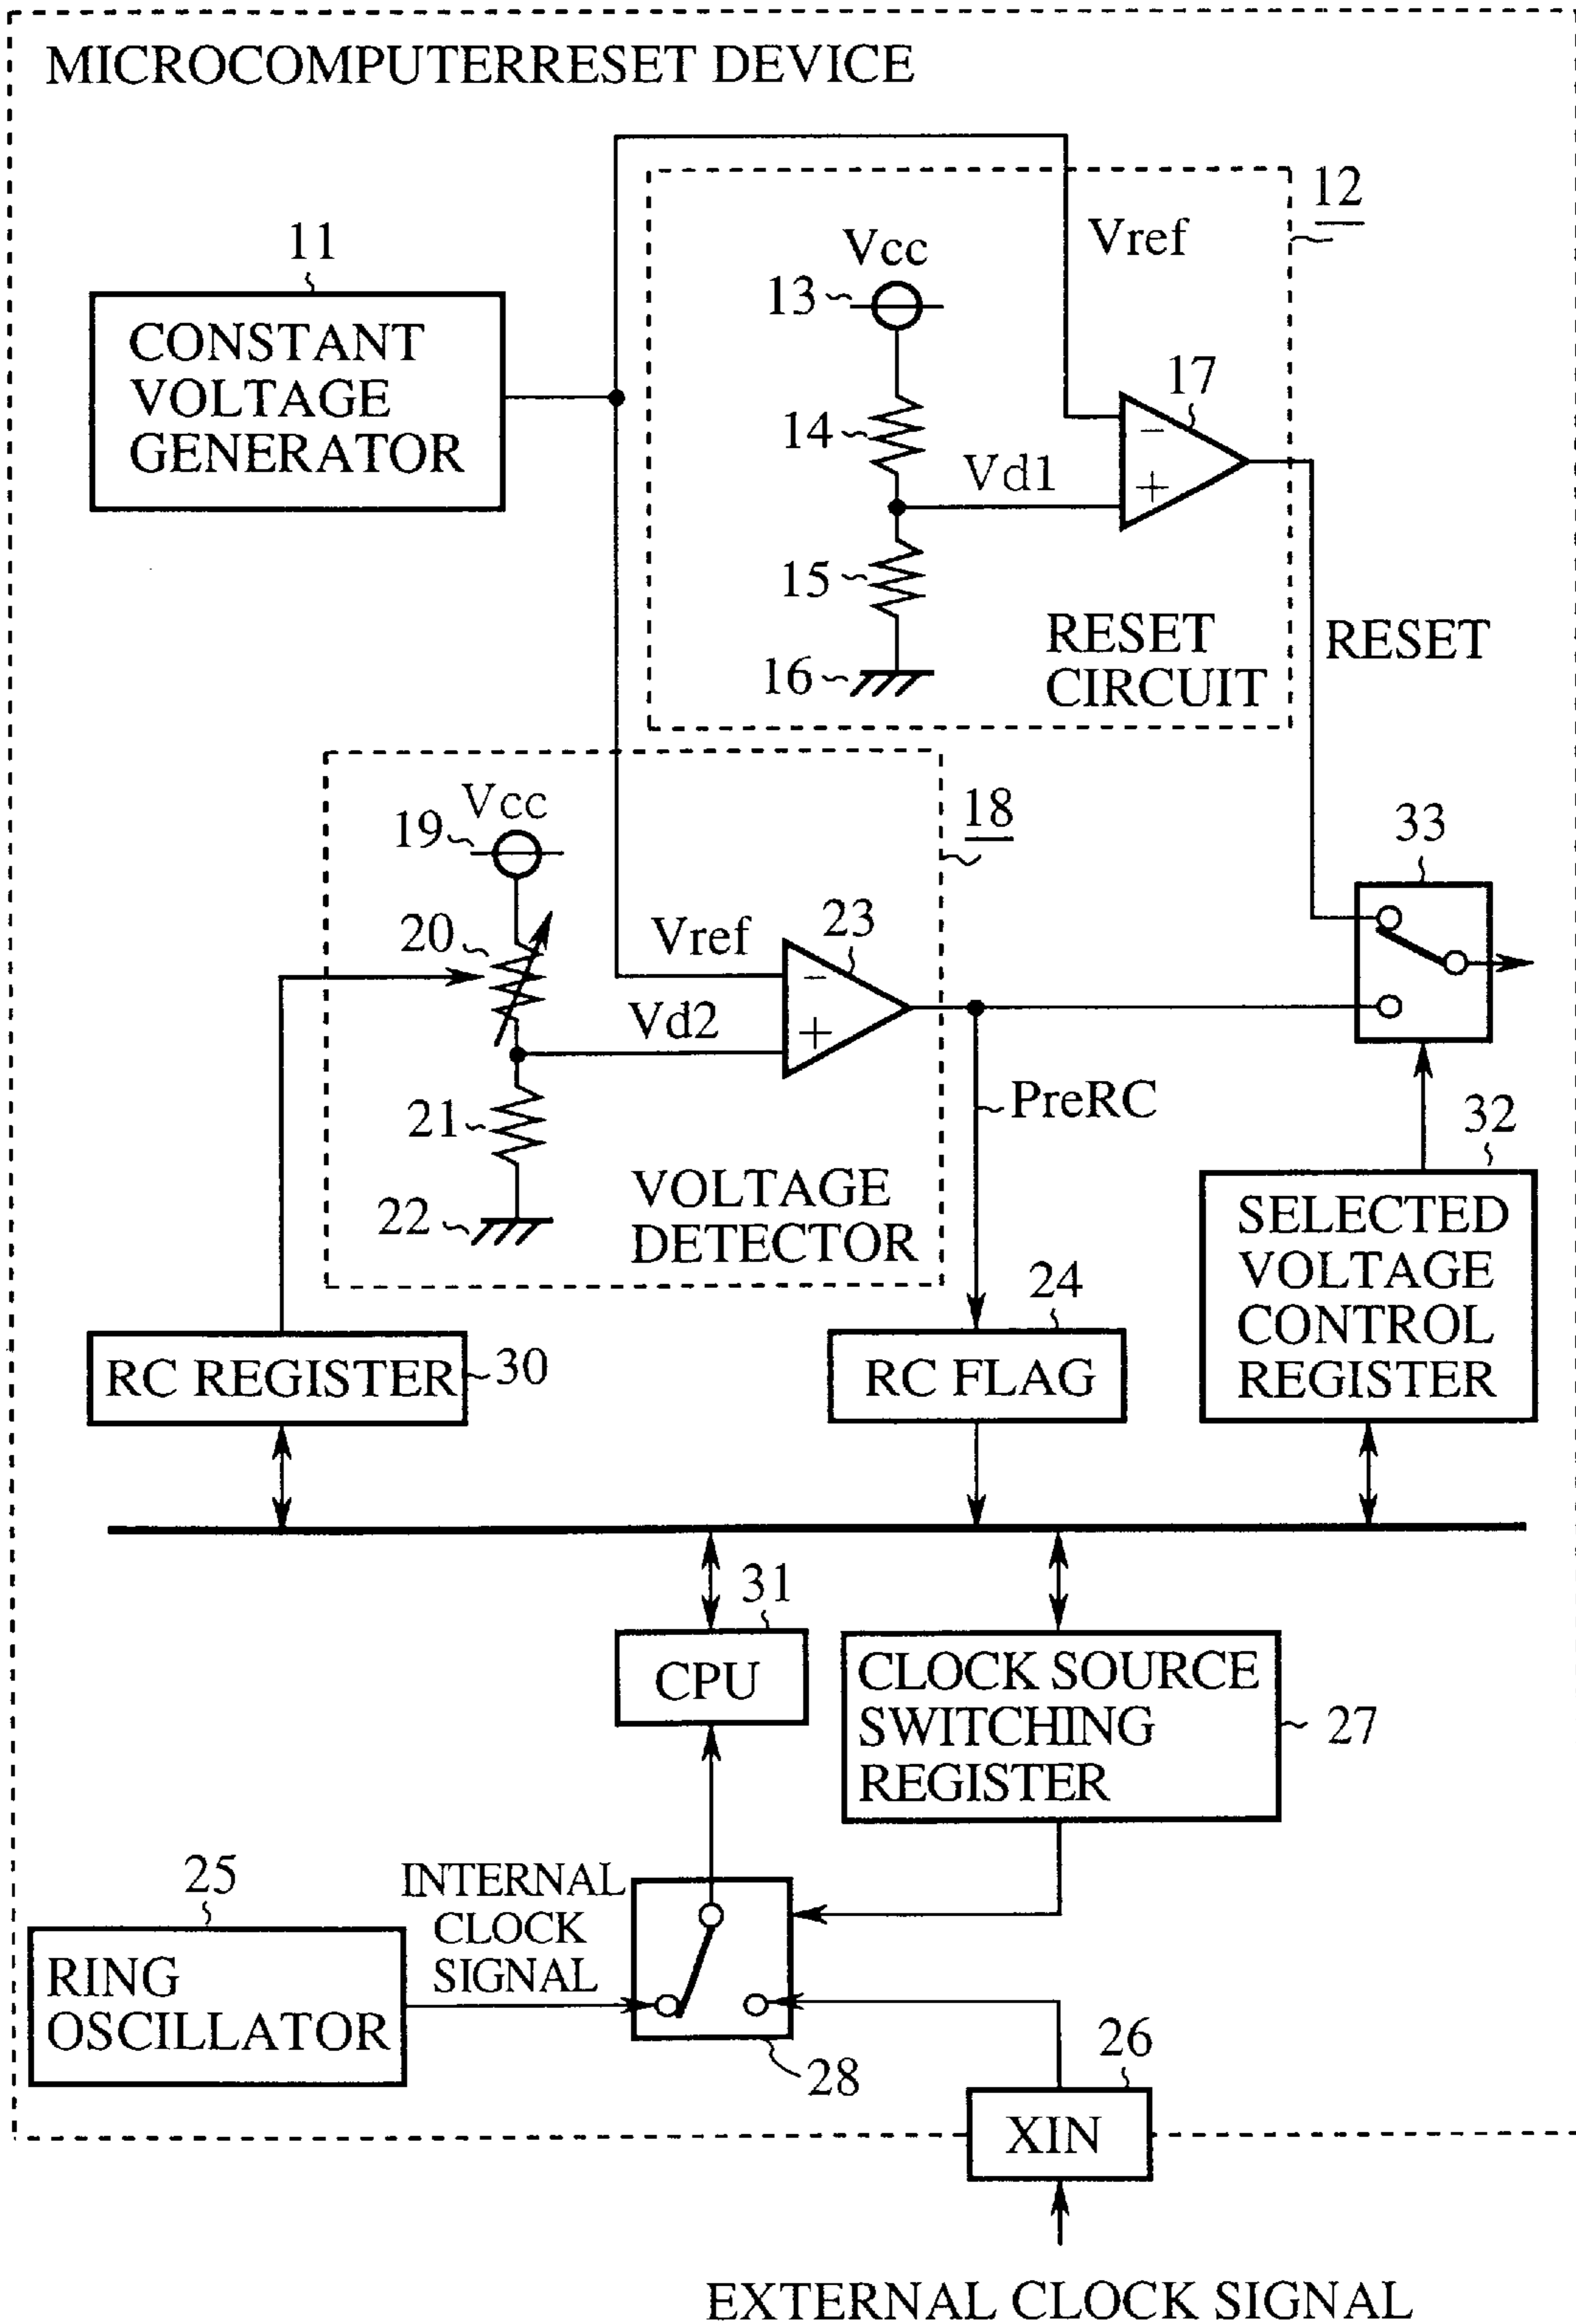 MICROCOMPUTERRESET DEVICE
12
11
Vcc
Vref
13
CONSTANT
VOLTAGE
GENERATOR
17
14
−
Vd1
+
15
RESET
CIRCUIT
RESET
16
Vcc
19
18
33
20
Vref
23
−
Vd2
+
21
PreRC
32
22
VOLTAGE
DETECTOR
SELECTED
VOLTAGE
CONTROL
REGISTER
24
RC REGISTER
30
RC FLAG
31
CPU
CLOCK SOURCE
SWITCHING
REGISTER
27
25
INTERNAL
CLOCK
SIGNAL
RING
OSCILLATOR
28
26
XIN
EXTERNAL CLOCK SIGNAL